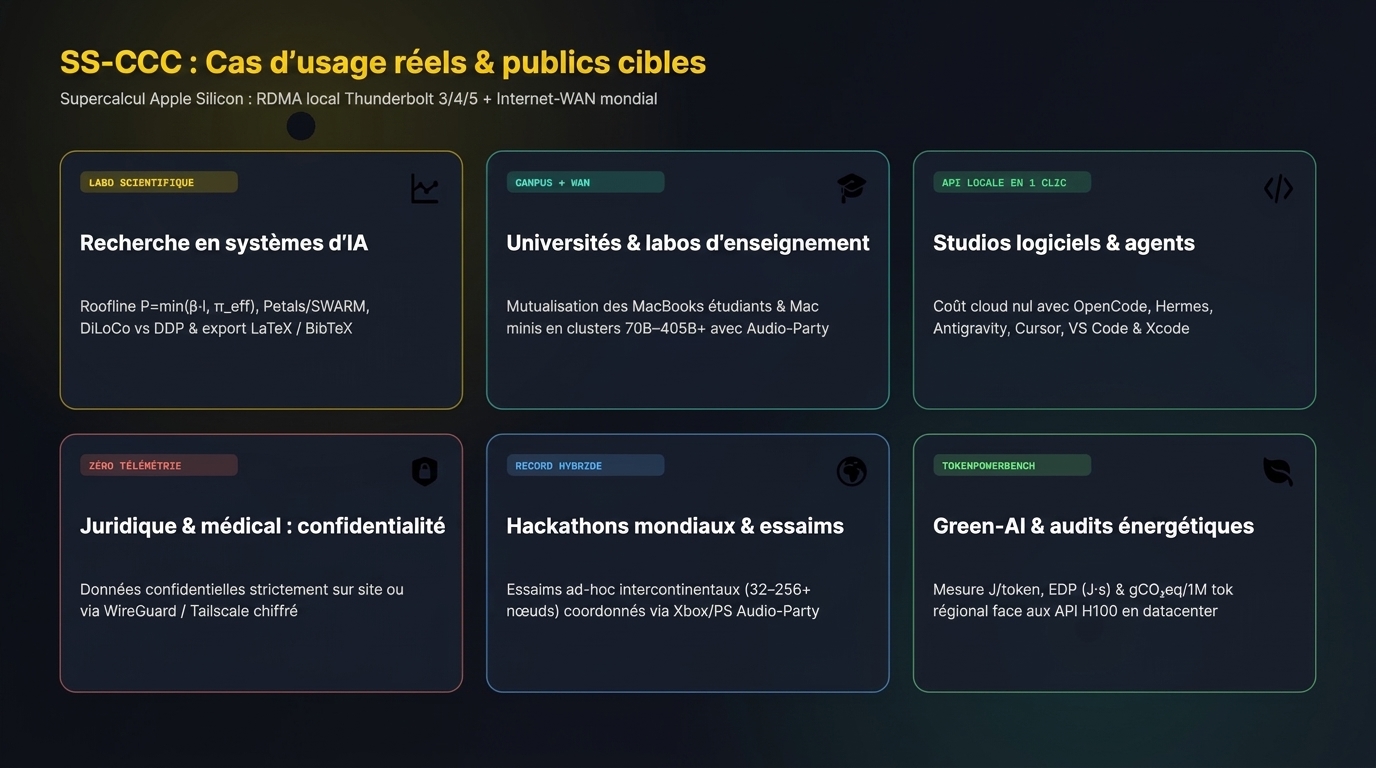 SS-CCC : Cas d’usage réels & publics cibles
Supercalcul Apple Silicon : RDMA local Thunderbolt 3/4/5 + Internet-WAN mondial
LABO SCIENTIFIQUE
Recherche en systèmes d’IA
Roofline P=min(β·I, π_eff), Petals/SWARM,
DiLoCo vs DDP & export LaTeX / BibTeX
CANPUS + WAN
Universités & labos d’enseignement
Mutualisation des MacBooks étudiants & Mac
minis en clusters 70B–405B+ avec Audio-Party
API LOCALE EN 1 CLIC
Studios logiciels & agents
Coût cloud nul avec OpenCode, Hermes,
Antigravity, Cursor, VS Code & Xcode
ZÉRO TÉLÉMÉTRIE
Juridique & médical : confidentialité
Données confidentielles strictement sur site ou
via WireGuard / Tailscale chiffré
RECORD HYBRZDE
Hackathons mondiaux & essaims
Essaims ad-hoc intercontinentaux (32–256+
nœuds) coordonnés via Xbox/PS Audio-Party
TOKENPOWERBENCH
Green-AI & audits énergétiques
Mesure J/token, EDP (J·s) & gCO₂eq/1M tok
régional face aux API H100 en datacenter